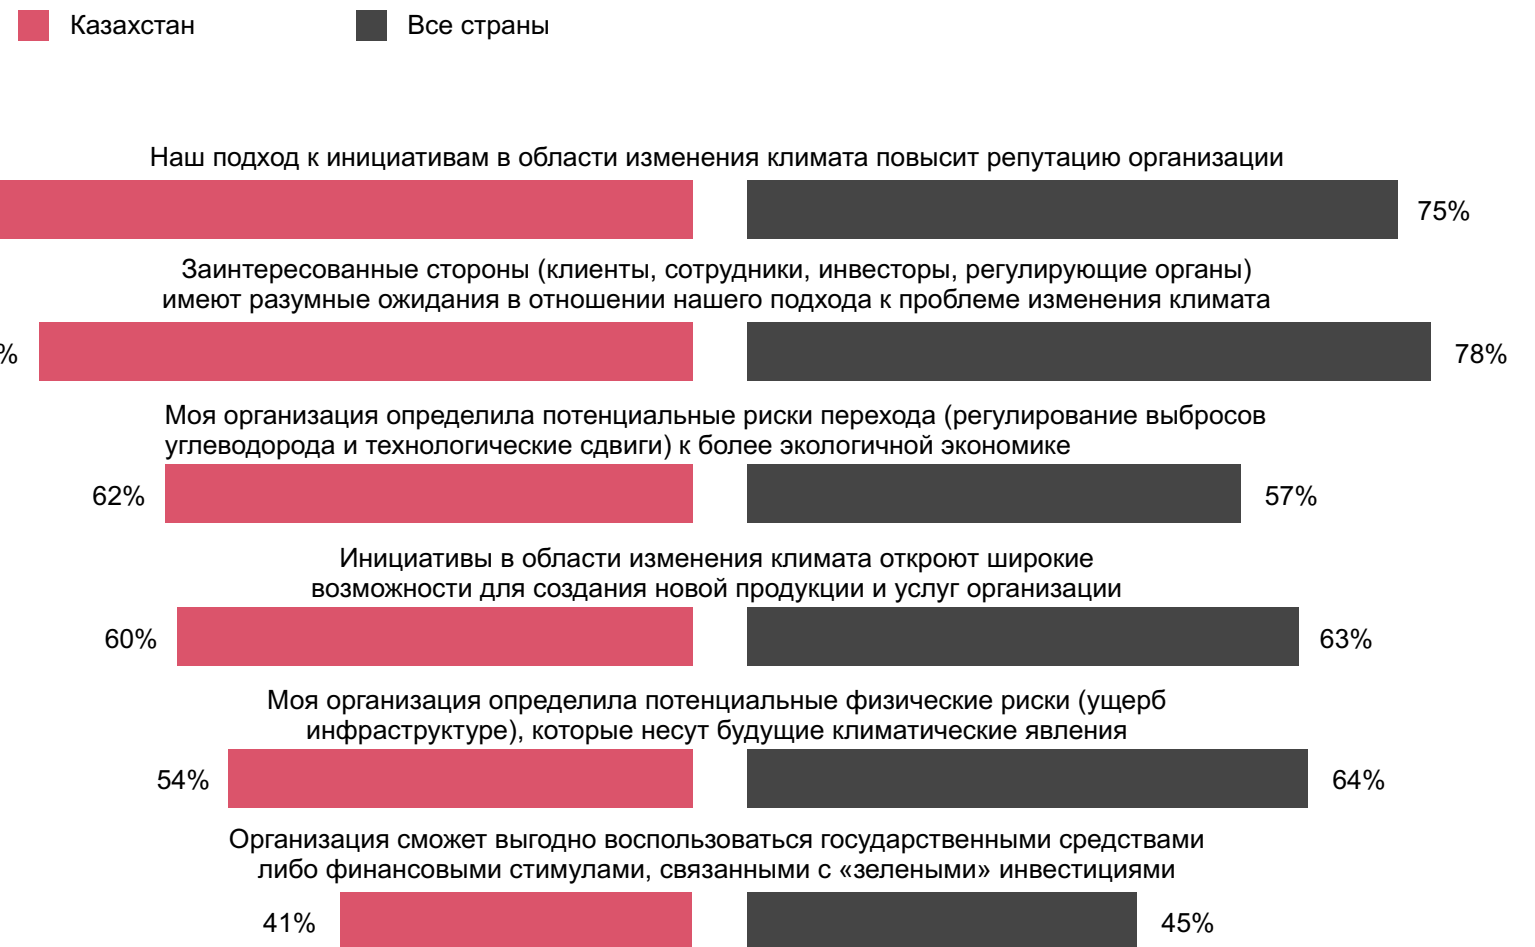 Казахстан
Все страны
Наш подход к инициативам в области изменения климата повысит репутацию организации
75%
Заинтересованные стороны (клиенты, сотрудники, инвесторы, регулирующие органы)
имеют разумные ожидания в отношении нашего подхода к проблеме изменения климата
%
78%
Моя организация определила потенциальные риски перехода (регулирование выбросов
углеводорода и технологические сдвиги) к более экологичной экономике
62%
57%
Инициативы в области изменения климата откроют широкие
возможности для создания новой продукции и услуг организации
60%
63%
Моя организация определила потенциальные физические риски (ущерб
инфраструктуре), которые несут будущие климатические явления
54%
64%
Организация сможет выгодно воспользоваться государственными средствами
либо финансовыми стимулами, связанными с «зелеными» инвестициями
41%
45%